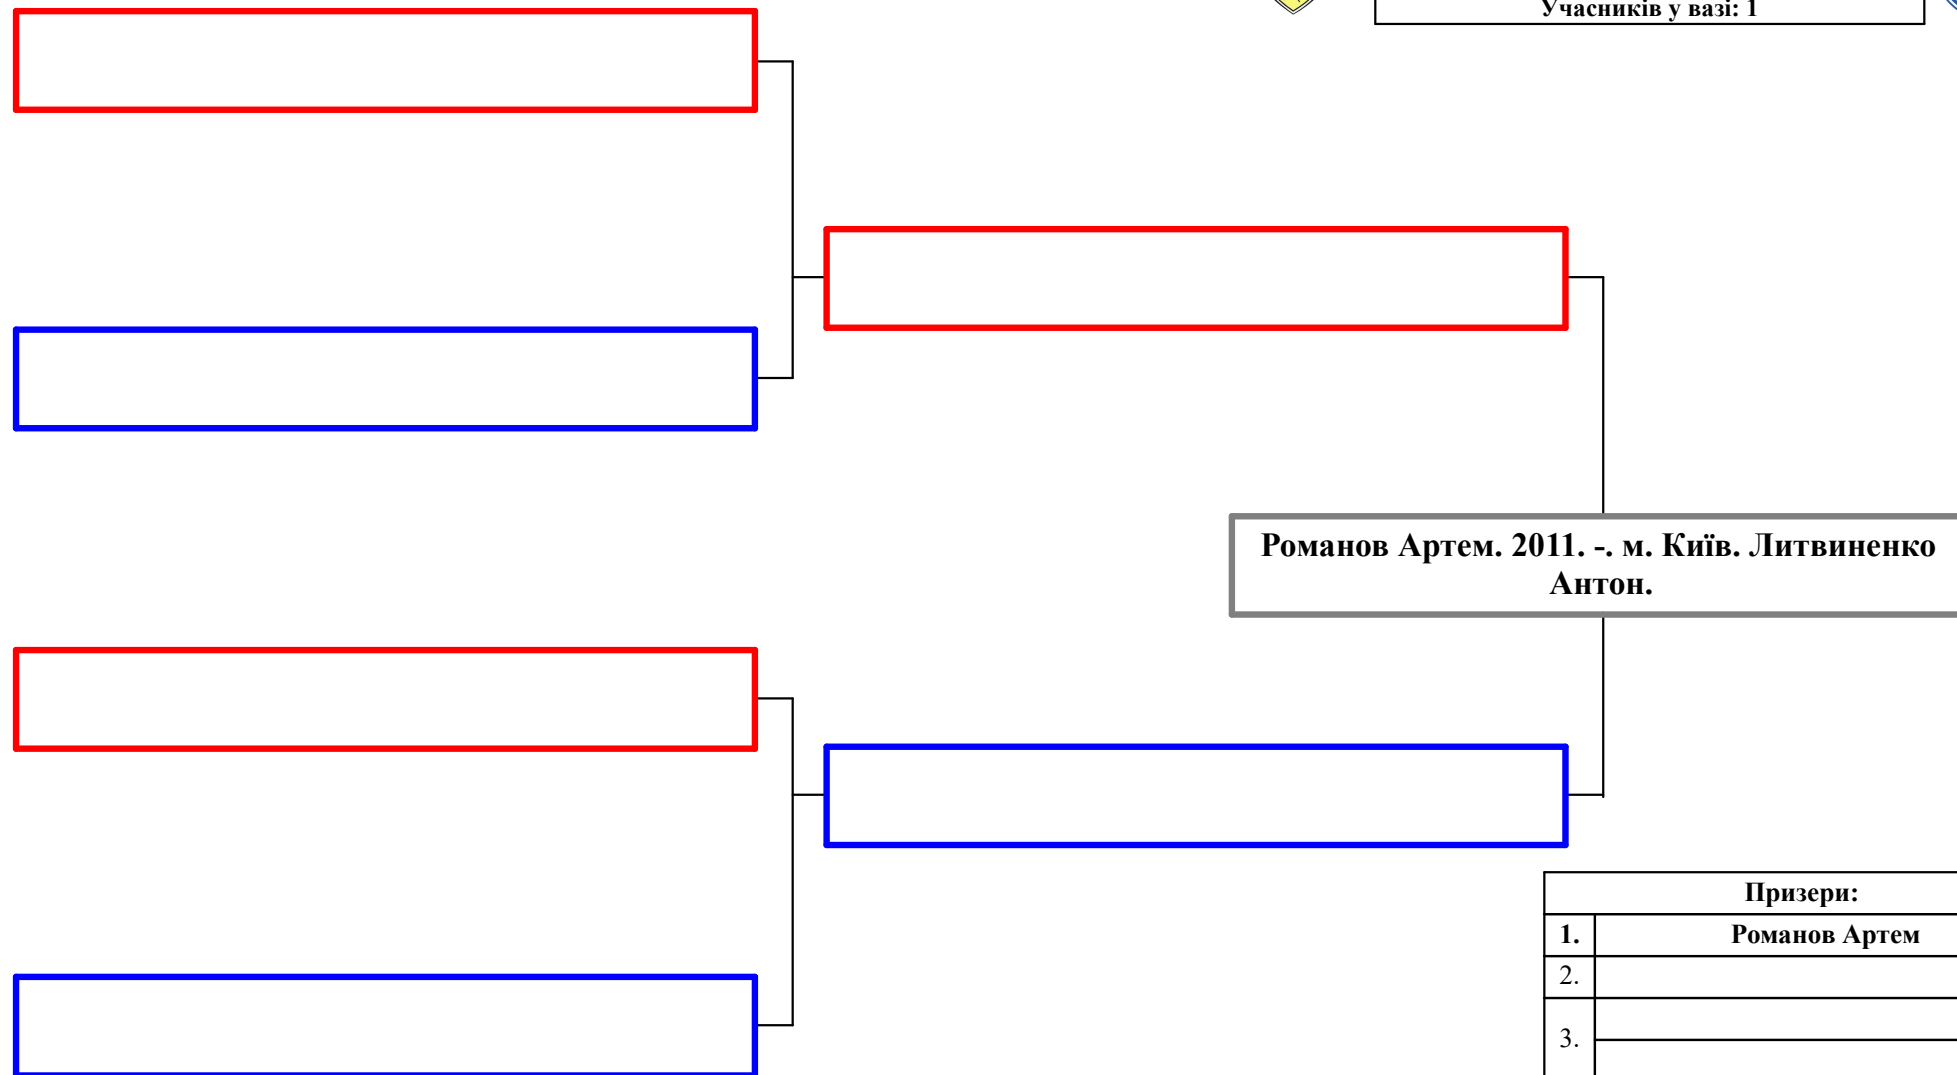 Учасників у вазі: 1
Романов Артем. 2011. -. м. Київ. Литвиненко
Антон.
Призери:
1. Романов Артем
2.
3.